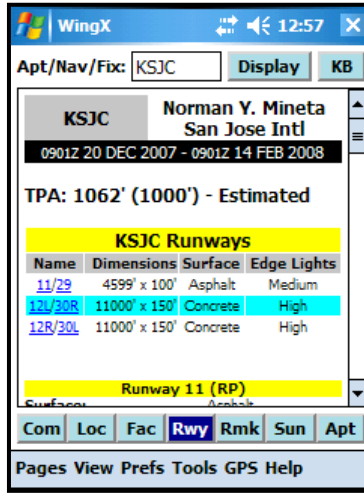 WingX 12:57
Apt/Nav/Fix: KSJC Display KB
KSJC Norman Y. Mineta
San Jose Intl
0901Z 20 DEC 2007 - 0901Z 14 FEB 2008
TPA: 1062' (1000') - Estimated
KSJC Runways
Name Dimensions Surface Edge Lights
11/29 4599' x 100' Asphalt Medium
12L/30R 11000' x 150' Concrete High
12R/30L 11000' x 150' Concrete High
Runway 11 (RP)
Surface: Asphalt
Com Loc Fac Rwy Rmk Sun Apt
Pages View Prefs Tools GPS Help